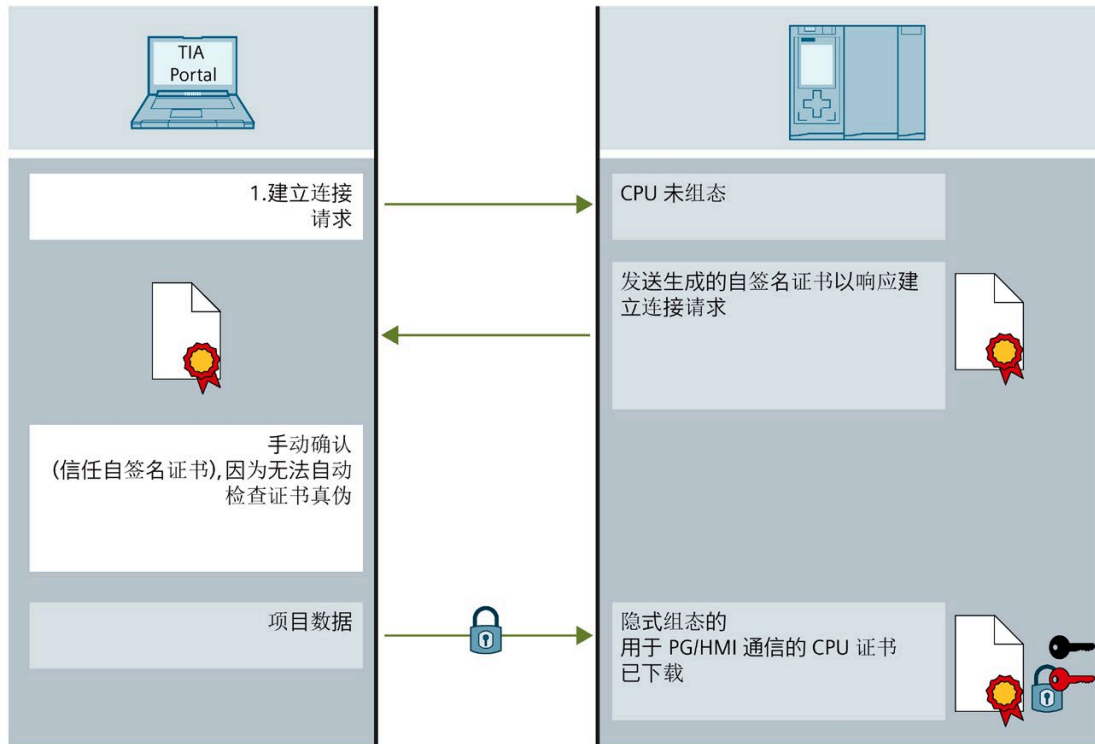 TIA
Portal
1.建立连接
请求
CPU 未组态
发送生成的自签名证书以响应建
立连接请求
手动确认
(信任自签名证书),因为无法自动
检查证书真伪
项目数据
隐式组态的
用于 PG/HMI 通信的 CPU 证书
已下载